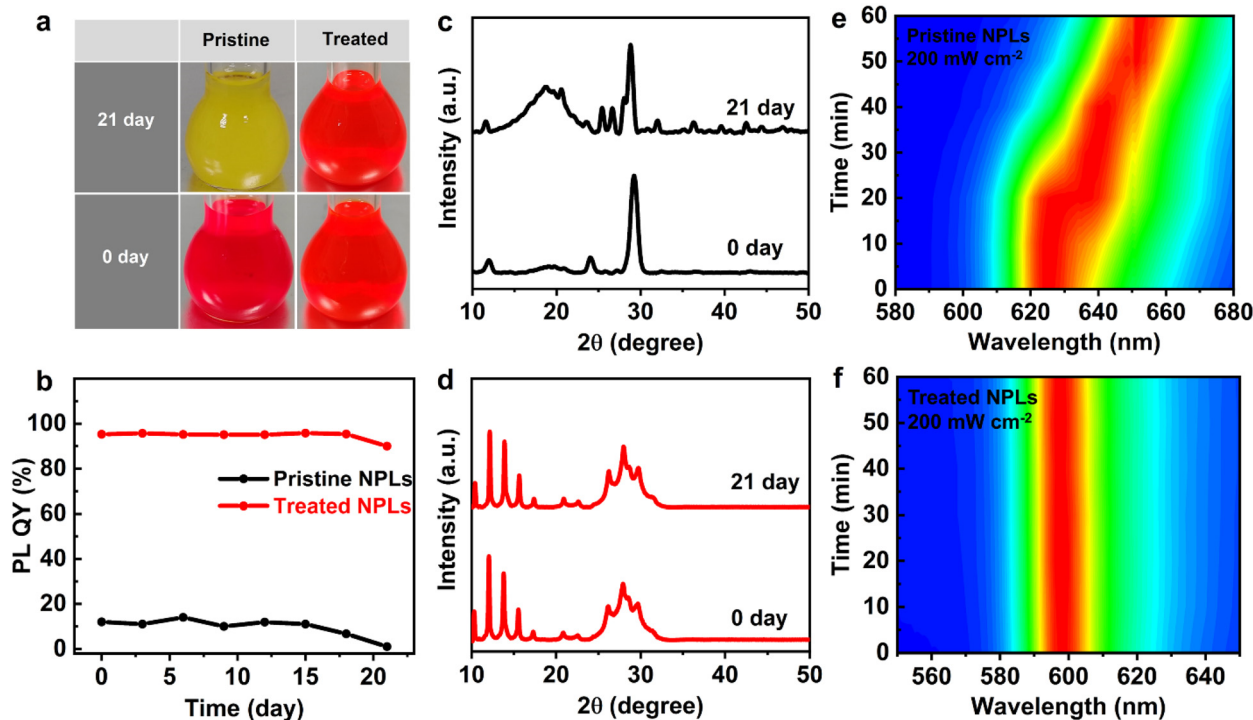 a
Pristine
Treated
21 day
0 day
b
100
80
60
40
20
0
PL QY (%)
Pristine NPLs
Treated NPLs
0
5
10
15
20
Time (day)
c
Intensity (a.u.)
21 day
0 day
10
20
30
40
50
2θ (degree)
d
Intensity (a.u.)
21 day
0 day
10
20
30
40
50
2θ (degree)
e
Pristine NPLs
200 mW cm⁻²
60
50
40
30
20
10
0
Time (min)
580
600
620
640
660
680
Wavelength (nm)
f
Treated NPLs
200 mW cm⁻²
60
50
40
30
20
10
0
Time (min)
560
580
600
620
640
Wavelength (nm)